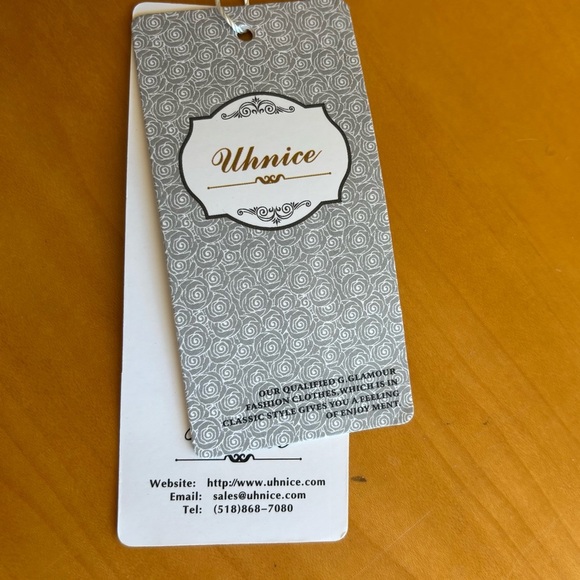 Uhnice
OUR QUALIFIED G.GLAMOUR
FASHION CLOTHES,WHICH IS IN
CLASSIC STYLE GIVES YOU A FEELING
OF ENJOY MENT.
Website: http://www.uhnice.com
Email: sales@uhnice.com
Tel: (518)868-7080